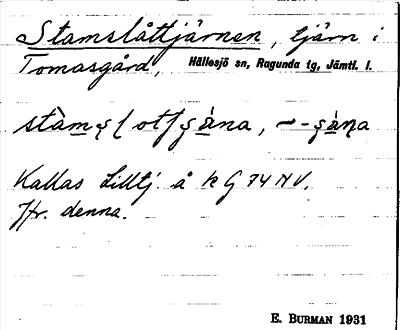 Stamslåttjärnen, tjärn i
Tomasgård, Hällesjö sn, Ragunda tg, Jämtl. l.
Kallas Lilltj. å k G 74 NV.
Jfr. denna.
E. BURMAN 1931